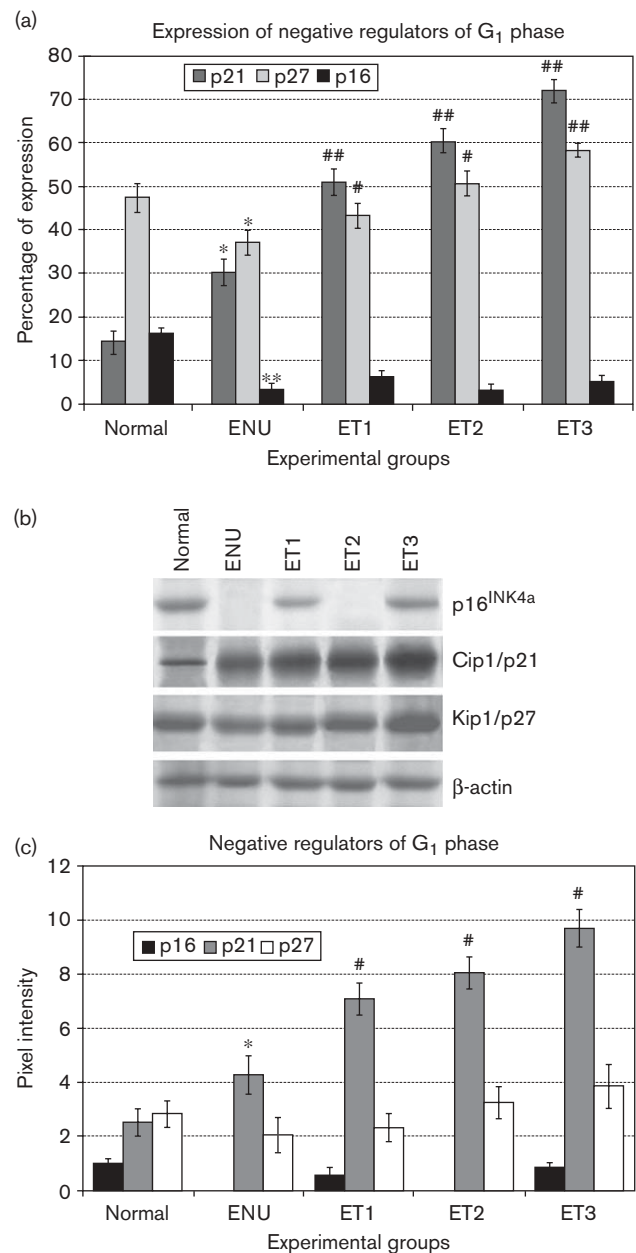 (a)
Expression of negative regulators of G₁ phase
p21 p27 p16
Percentage of expression
80
70
60
50
40
30
20
10
0
* * **
## #
## #
## ##
Normal ENU ET1 ET2 ET3
Experimental groups
(b)
Normal ENU ET1 ET2 ET3
p16^INK4a
Cip1/p21
Kip1/p27
β-actin
(c)
Negative regulators of G₁ phase
p16 p21 p27
Pixel intensity
12
10
8
6
4
2
0
* # # #
Normal ENU ET1 ET2 ET3
Experimental groups